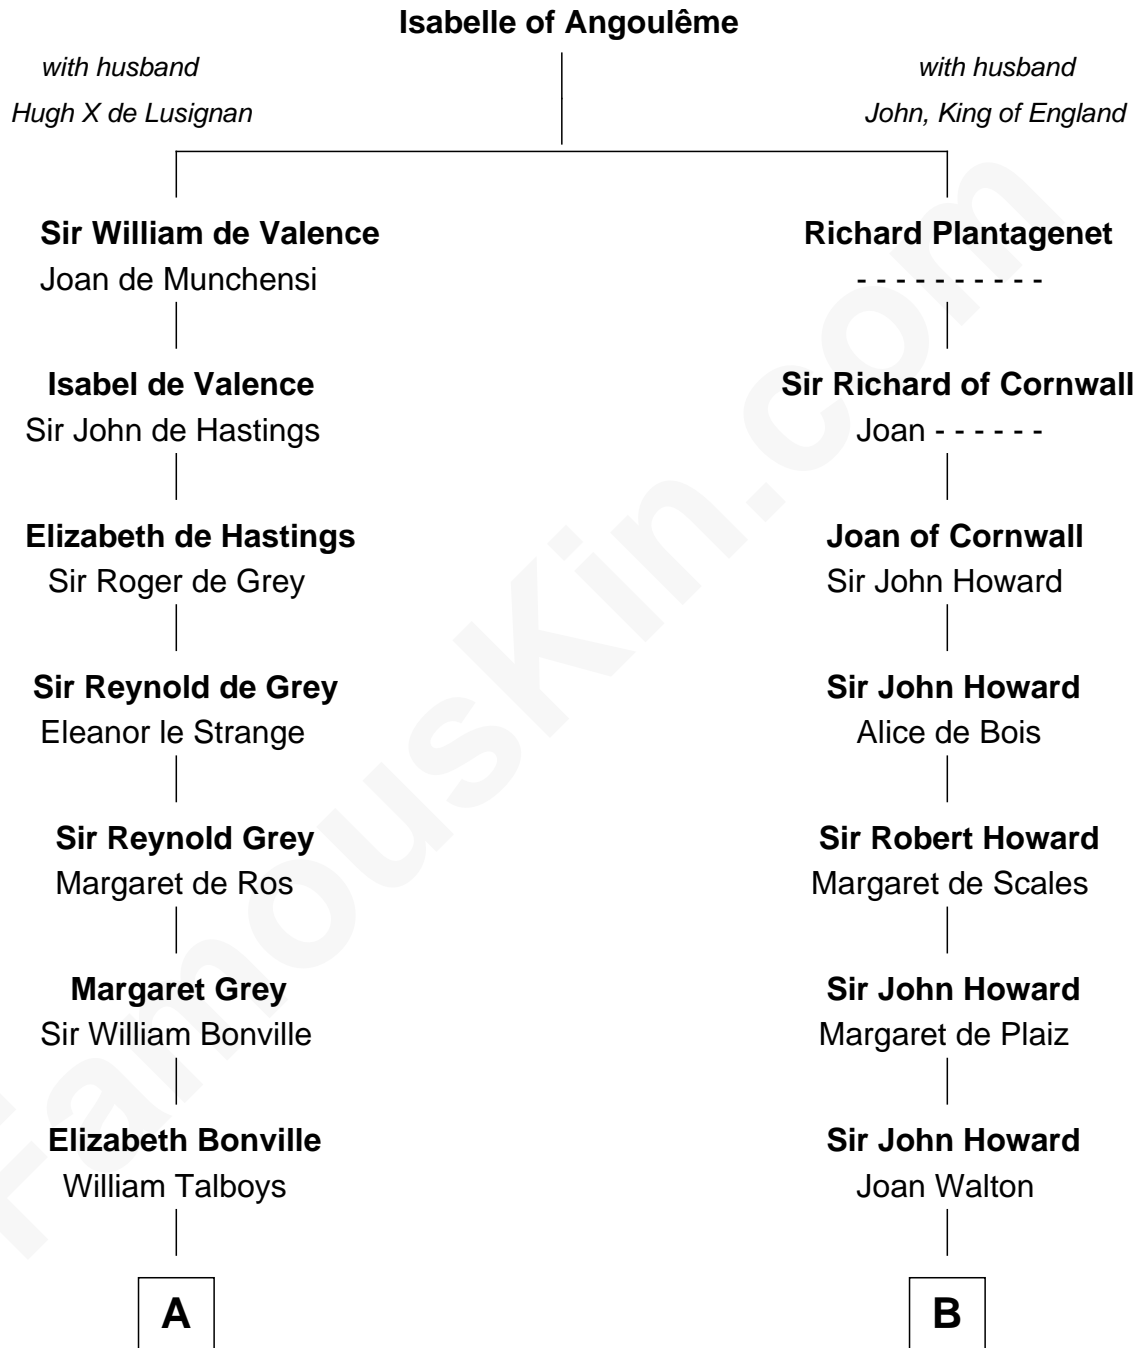 Isabelle of Angoulême
with husband
Hugh X de Lusignan
with husband
John, King of England
Sir William de Valence
Joan de Munchensi
Richard Plantagenet
- - - - - - - - - -
Isabel de Valence
Sir John de Hastings
Sir Richard of Cornwall
Joan - - - - - -
Elizabeth de Hastings
Sir Roger de Grey
Joan of Cornwall
Sir John Howard
Sir Reynold de Grey
Eleanor le Strange
Sir John Howard
Alice de Bois
Sir Reynold Grey
Margaret de Ros
Sir Robert Howard
Margaret de Scales
Margaret Grey
Sir William Bonville
Sir John Howard
Margaret de Plaiz
Elizabeth Bonville
William Talboys
Sir John Howard
Joan Walton
A
B
FamousKin.com